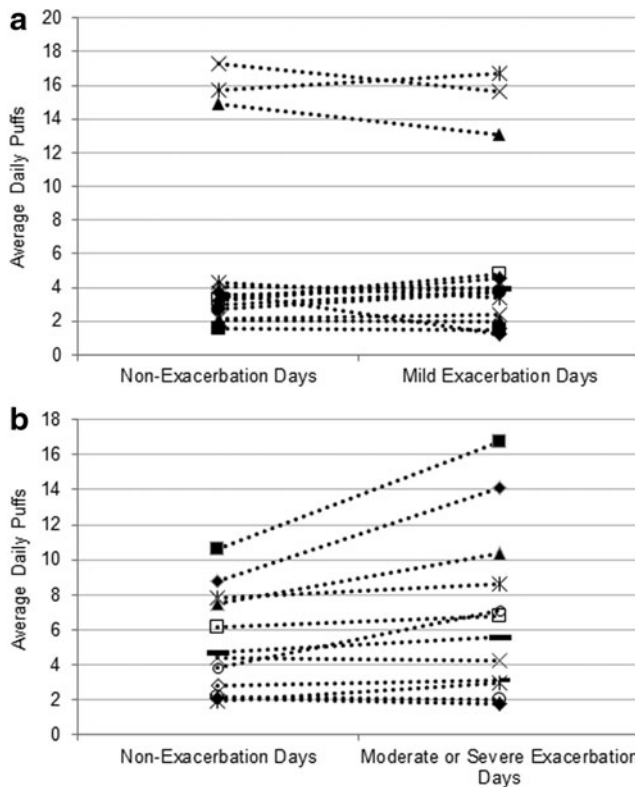 a
20
18
16
14
12
10
8
6
4
2
0
Average Daily Puffs
Non-Exacerbation Days
Mild Exacerbation Days
b
18
16
14
12
10
8
6
4
2
0
Average Daily Puffs
Non-Exacerbation Days
Moderate or Severe Exacerbation
Days